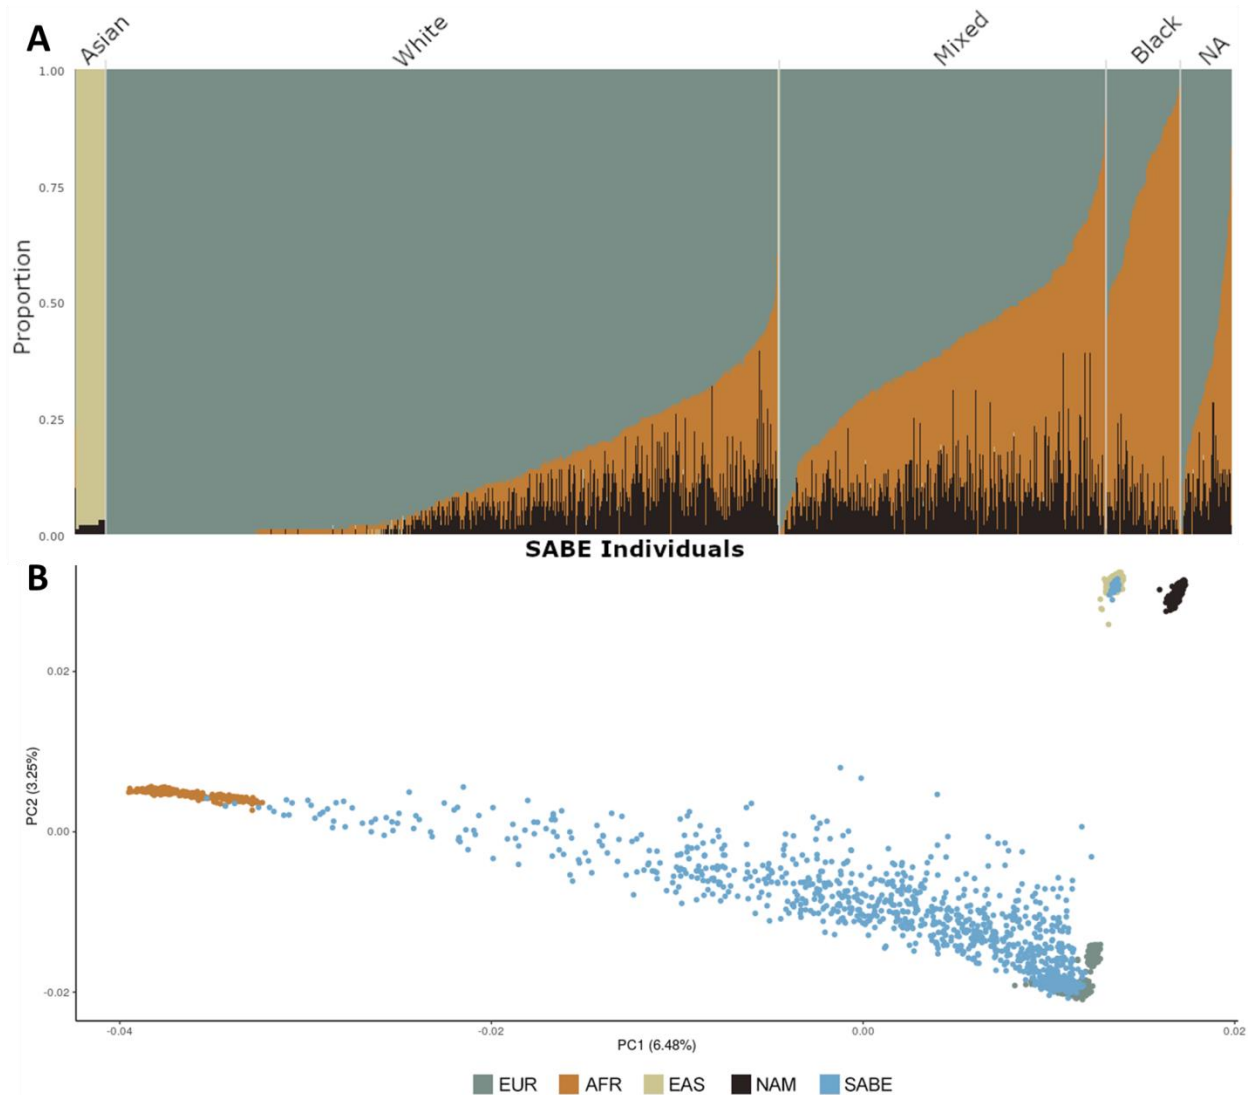 A
Asian
White
Mixed
Black
NA
1.00
0.75
0.50
0.25
0.00
Proportion
SABE Individuals
B
0.02
0.00
-0.02
PC2 (3.25%)
-0.04
-0.02
0.00
0.02
PC1 (6.48%)
EUR AFR EAS NAM SABE